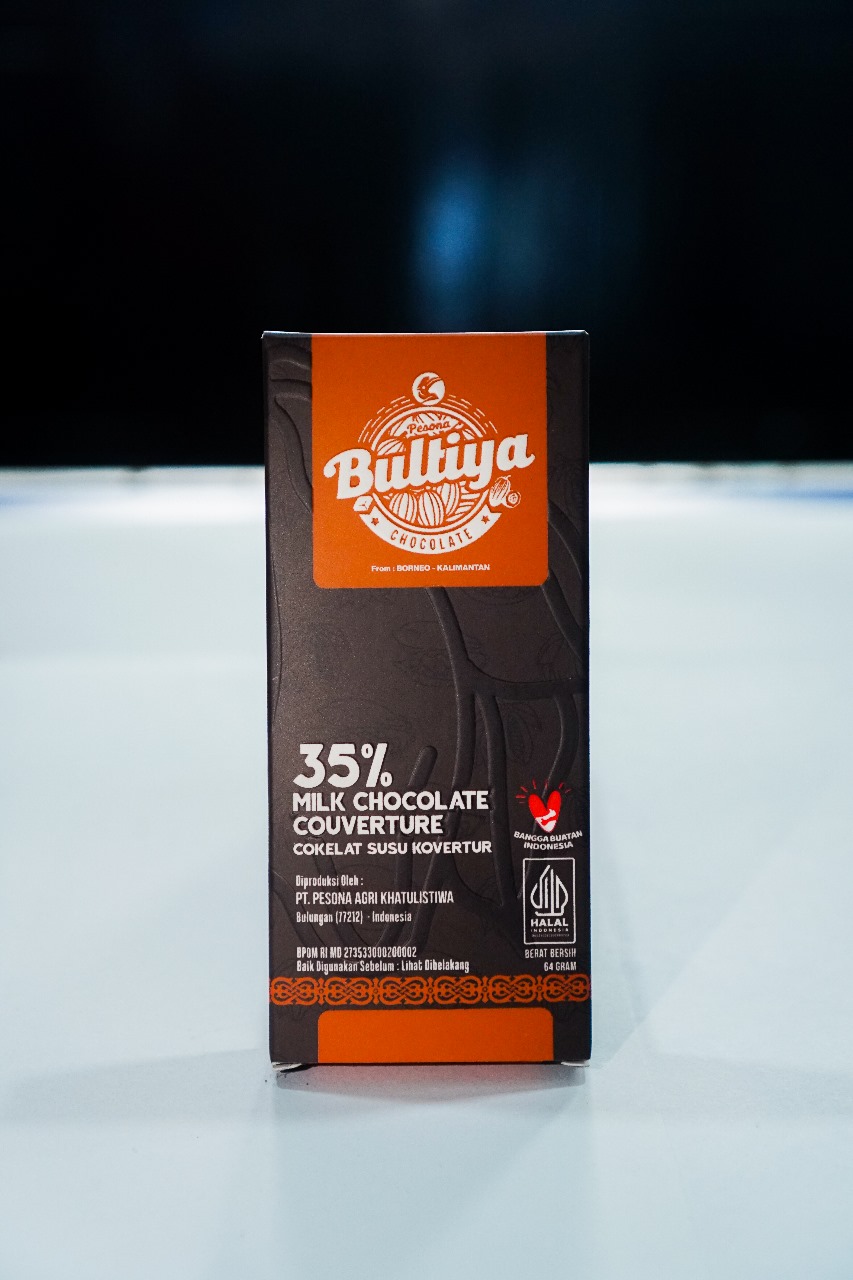 Pesona
Bultiya
CHOCOLATE
From : BORNEO - KALIMANTAN
35%
MILK CHOCOLATE
COUVERTURE
COKELAT SUSU KOVERTUR
BANGGA BUATAN
INDONESIA
Diproduksi Oleh :
PT. PESONA AGRI KHATULISTIWA
Bulungan (77212) - Indonesia
HALAL
INDONESIA
BPOM RI MD 273533000200002
Baik Digunakan Sebelum : Lihat Dibelakang
BERAT BERSIH
64 GRAM